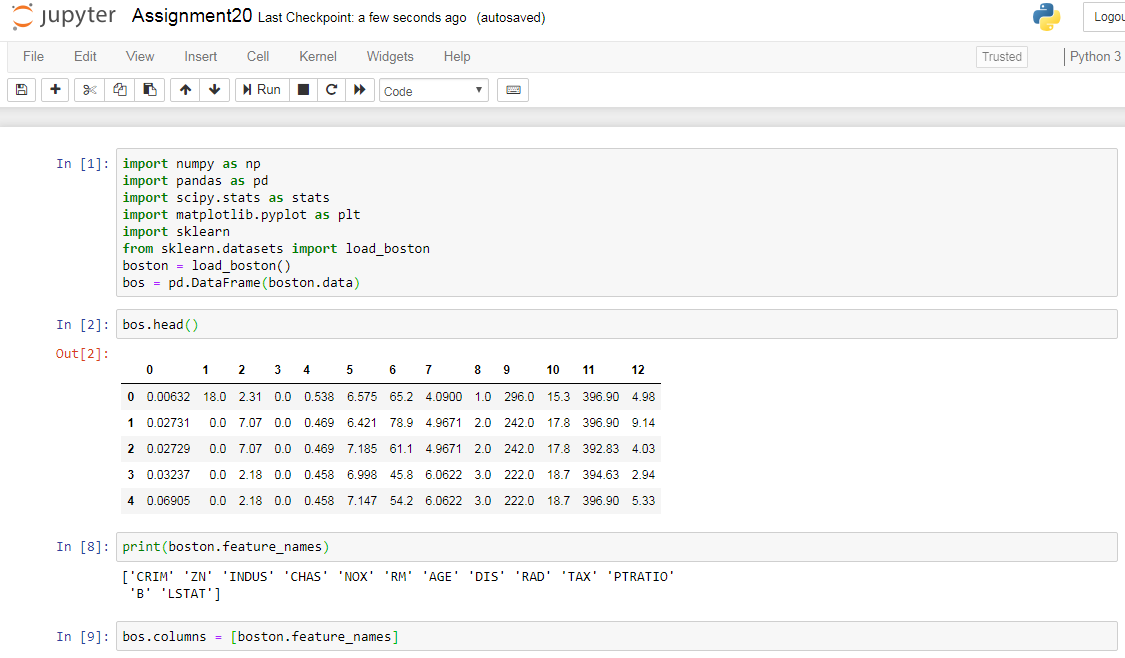 jupyter Assignment20 Last Checkpoint: a few seconds ago (autosaved)
Logou
File Edit View Insert Cell Kernel Widgets Help
Trusted
Python 3
Run
Code
In [1]:
import numpy as np
import pandas as pd
import scipy.stats as stats
import matplotlib.pyplot as plt
import sklearn
from sklearn.datasets import load_boston
boston = load_boston()
bos = pd.DataFrame(boston.data)
In [2]: bos.head()
Out[2]:
0 1 2 3 4 5 6 7 8 9 10 11 12
0 0.00632 18.0 2.31 0.0 0.538 6.575 65.2 4.0900 1.0 296.0 15.3 396.90 4.98
1 0.02731 0.0 7.07 0.0 0.469 6.421 78.9 4.9671 2.0 242.0 17.8 396.90 9.14
2 0.02729 0.0 7.07 0.0 0.469 7.185 61.1 4.9671 2.0 242.0 17.8 392.83 4.03
3 0.03237 0.0 2.18 0.0 0.458 6.998 45.8 6.0622 3.0 222.0 18.7 394.63 2.94
4 0.06905 0.0 2.18 0.0 0.458 7.147 54.2 6.0622 3.0 222.0 18.7 396.90 5.33
In [8]: print(boston.feature_names)
['CRIM' 'ZN' 'INDUS' 'CHAS' 'NOX' 'RM' 'AGE' 'DIS' 'RAD' 'TAX' 'PTRATIO'
'B' 'LSTAT']
In [9]: bos.columns = [boston.feature_names]